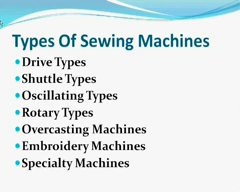 Types Of Sewing Machines
Drive Types
Shuttle Types
Oscillating Types
Rotary Types
Overcasting Machines
Embroidery Machines
Specialty Machines